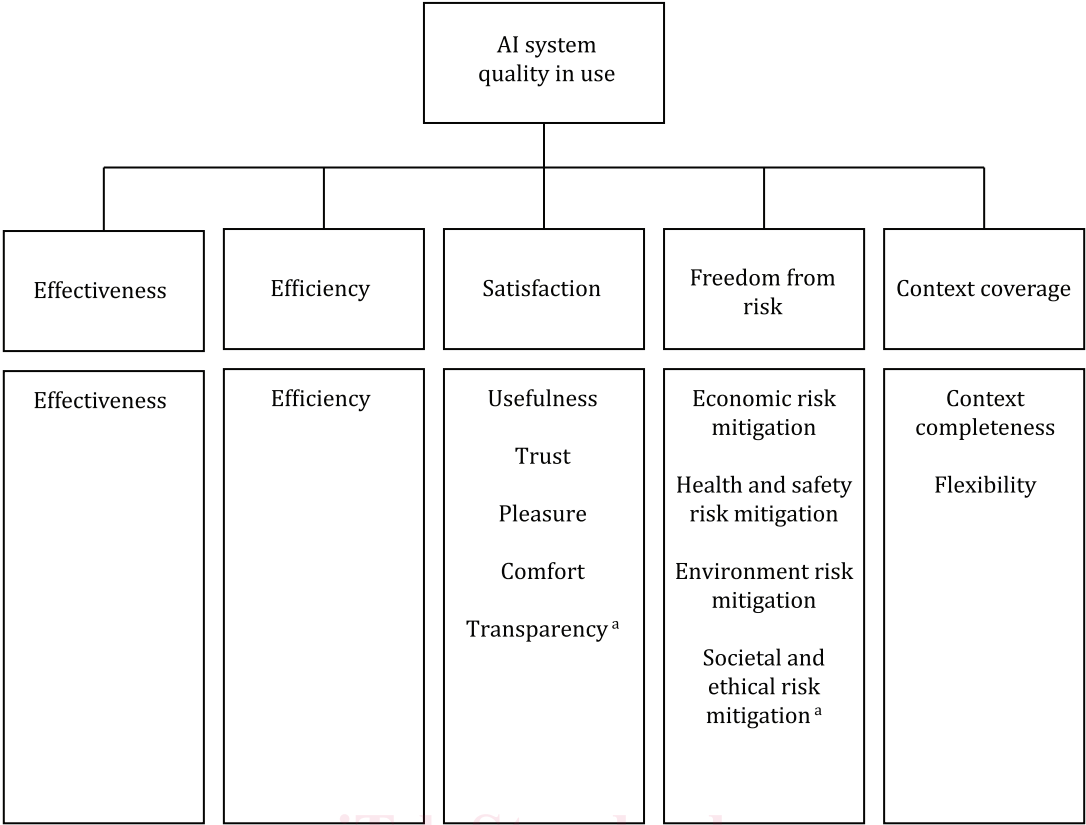 AI system
quality in use
Effectiveness
Efficiency
Satisfaction
Freedom from
risk
Context coverage
Effectiveness
Efficiency
Usefulness
Trust
Pleasure
Comfort
Transparency a
Economic risk
mitigation
Health and safety
risk mitigation
Environment risk
mitigation
Societal and
ethical risk
mitigation a
Context
completeness
Flexibility